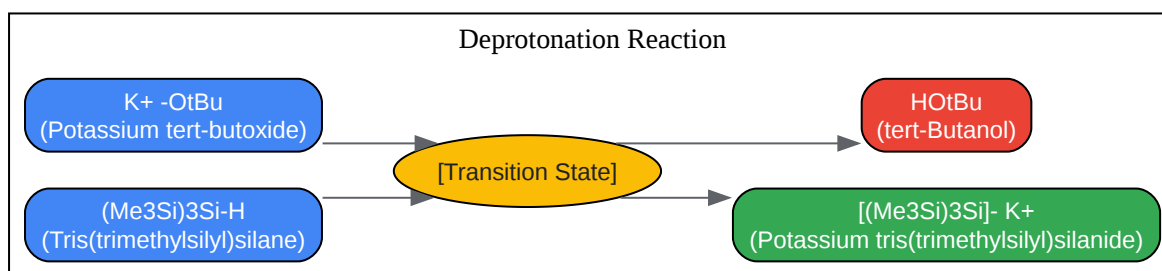 Deprotonation Reaction
K+ -OtBu
(Potassium tert-butoxide)
HOtBu
(tert-Butanol)
[Transition State]
(Me3Si)3Si-H
(Tris(trimethylsilyl)silane)
[(Me3Si)3Si]- K+
(Potassium tris(trimethylsilyl)silanide)